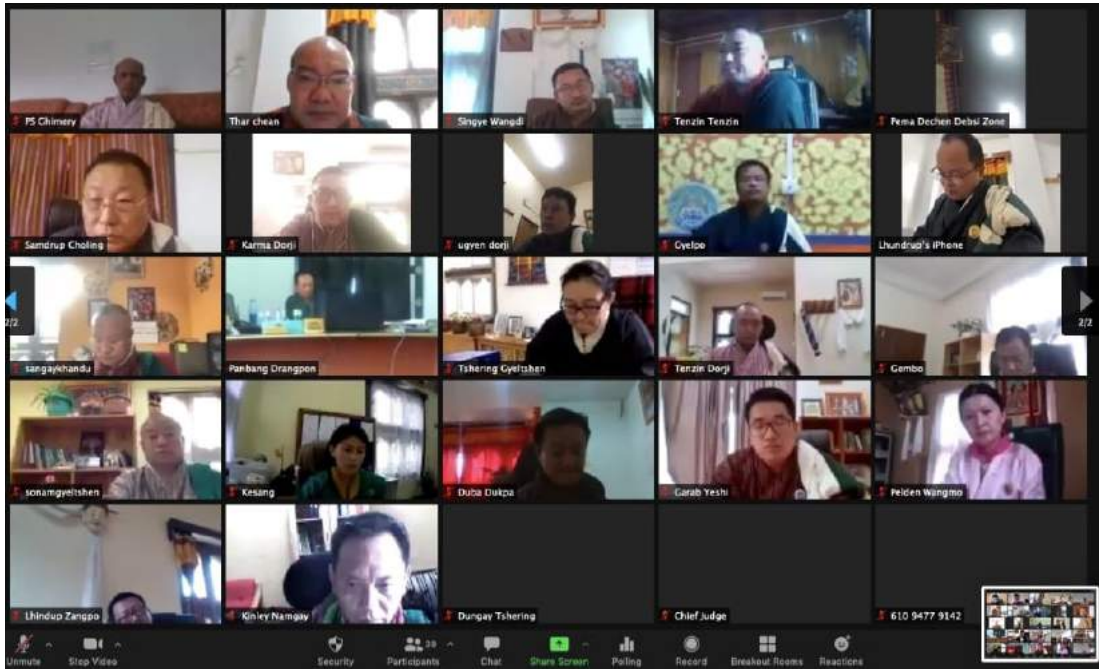 PS Ghimery
Thar chean
Singye Wangdi
Tenzin Tenzin
Pema Dechen Debsi Zone
Samdrup Choling
Karma Dorji
ugyen dorji
Gyelpo
Lhundrup's iPhone
sangaykhandu
Panbang Drangpon
Tshering Gyeltshen
Tenzin Dorji
Gembo
2/2
2/2
sonamgyeltshen
Kesang
Duba Dukpa
Garab Yeshi
Pelden Wangmo
Lhindup Zangpo
Kinley Namgay
Dungay Tshering
Chief Judge
610 9477 9142
Unmute
Stop Video
Security
Participants
Chat
Share Screen
Polling
Record
Breakout Rooms
Reactions